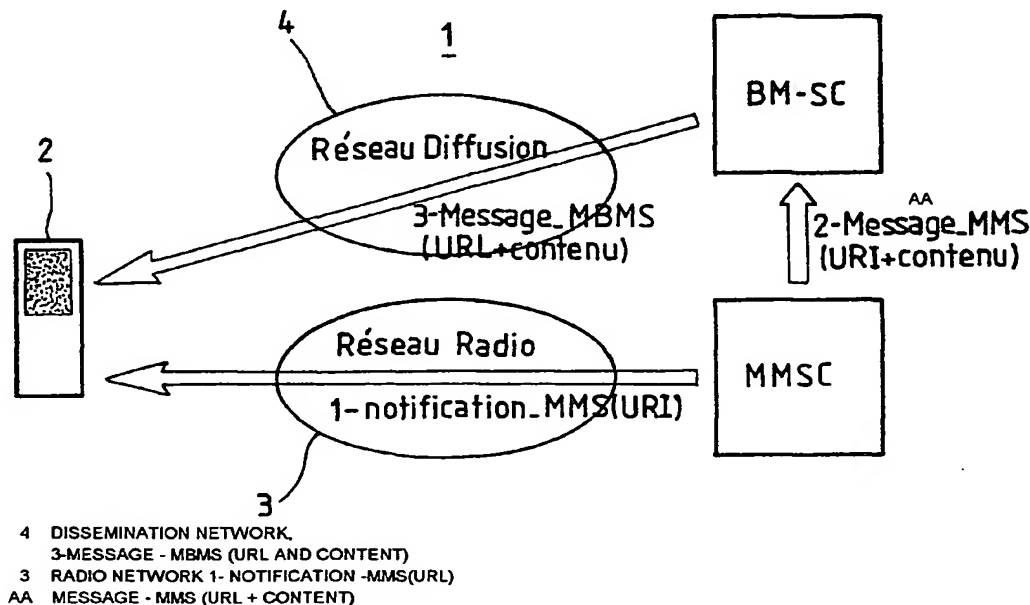 4
1
BM-SC
Réseau Diffusion
2
AA
3-Message_MBMS
(URL+contenu)
2-Message_MMS
(URI+contenu)
Réseau Radio
MMSC
1-notification_MMS(URI)
3
4 DISSEMINATION NETWORK,
3-MESSAGE - MBMS (URL AND CONTENT)
3 RADIO NETWORK 1- NOTIFICATION -MMS(URL)
AA MESSAGE - MMS (URL + CONTENT)